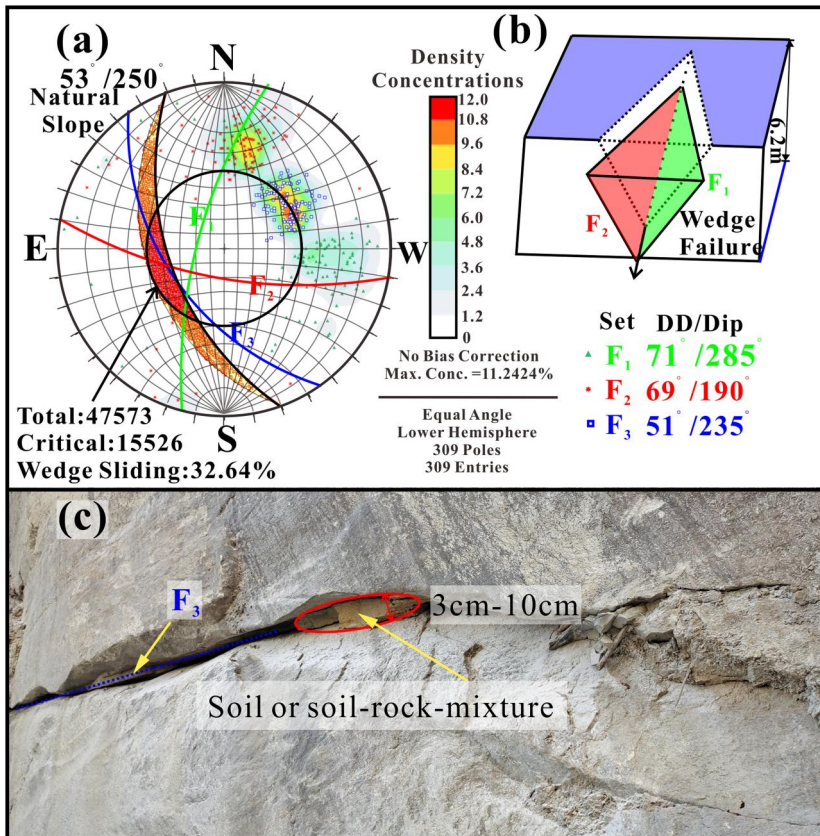 (a)
N
53°/250°
Natural
Slope
E
W
S
F1
F2
F3
Total:47573
Critical:15526
Wedge Sliding:32.64%
Density
Concentrations
12.0
10.8
9.6
8.4
7.2
6.0
4.8
3.6
2.4
1.2
0
No Bias Correction
Max. Conc. =11.2424%
Equal Angle
Lower Hemisphere
309 Poles
309 Entries
(b)
6.2m
F1
F2
Wedge
Failure
Set DD/Dip
F1 71°/285°
F2 69°/190°
F3 51°/235°
(c)
F3
3cm-10cm
Soil or soil-rock-mixture